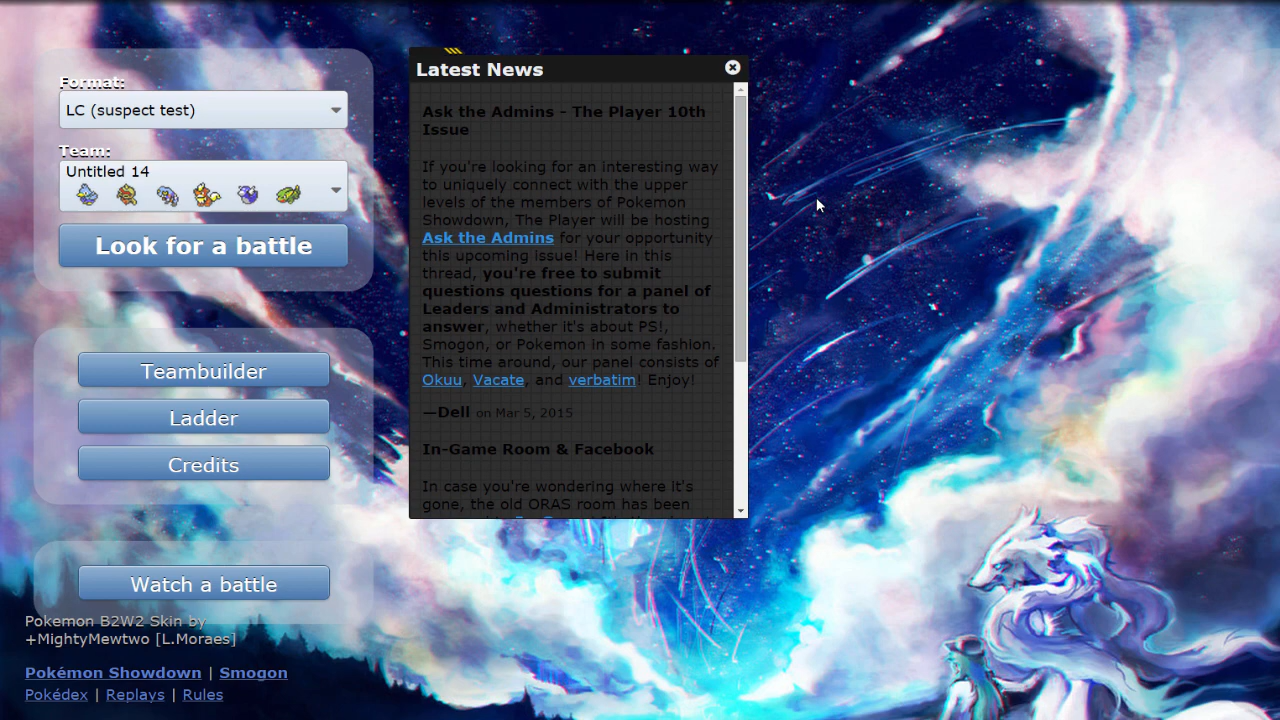 Format:
LC (suspect test)
Team:
Untitled 14
Look for a battle
Teambuilder
Ladder
Credits
Watch a battle
Pokemon B2W2 Skin by
+MightyMewtwo [L.Moraes]
Pokémon Showdown | Smogon
Pokédex | Replays | Rules
Latest News
Ask the Admins - The Player 10th
Issue
If you're looking for an interesting way
to uniquely connect with the upper
levels of the members of Pokemon
Showdown, The Player will be hosting
Ask the Admins for your opportunity
this upcoming issue! Here in this
thread, you're free to submit
questions questions for a panel of
Leaders and Administrators to
answer, whether it's about PS!,
Smogon, or Pokemon in some fashion.
This time around, our panel consists of
Okuu, Vacate, and verbatim! Enjoy!
—Dell on Mar 5, 2015
In-Game Room & Facebook
In case you're wondering where it's
gone, the old ORAS room has been